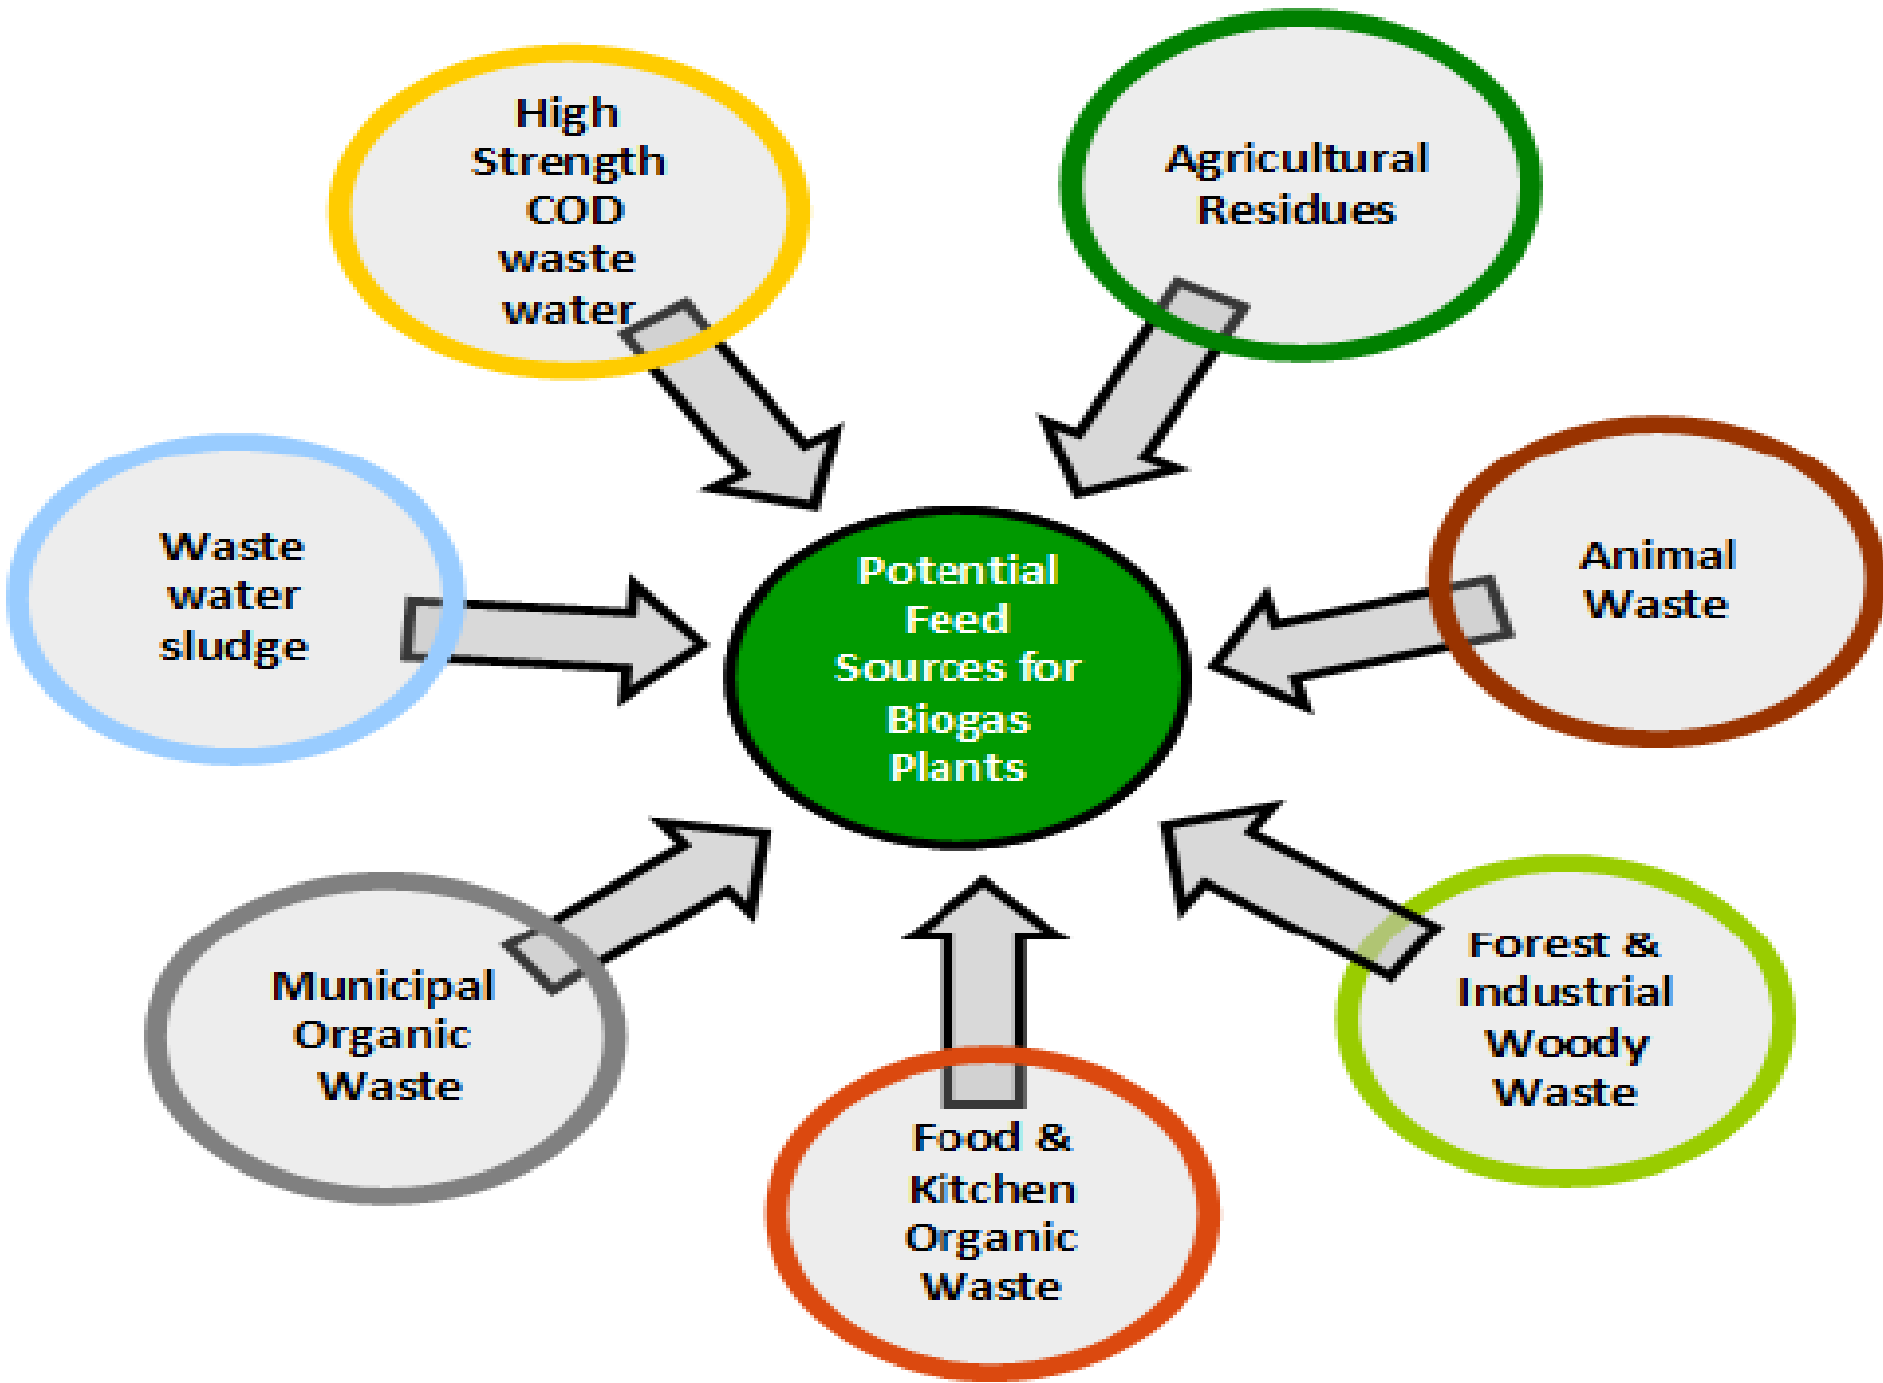 High
Strength
COD
waste
water
Agricultural
Residues
Waste
water
sludge
Potential
Feed
Sources for
Biogas
Plants
Animal
Waste
Municipal
Organic
Waste
Food &
Kitchen
Organic
Waste
Forest &
Industrial
Woody
Waste